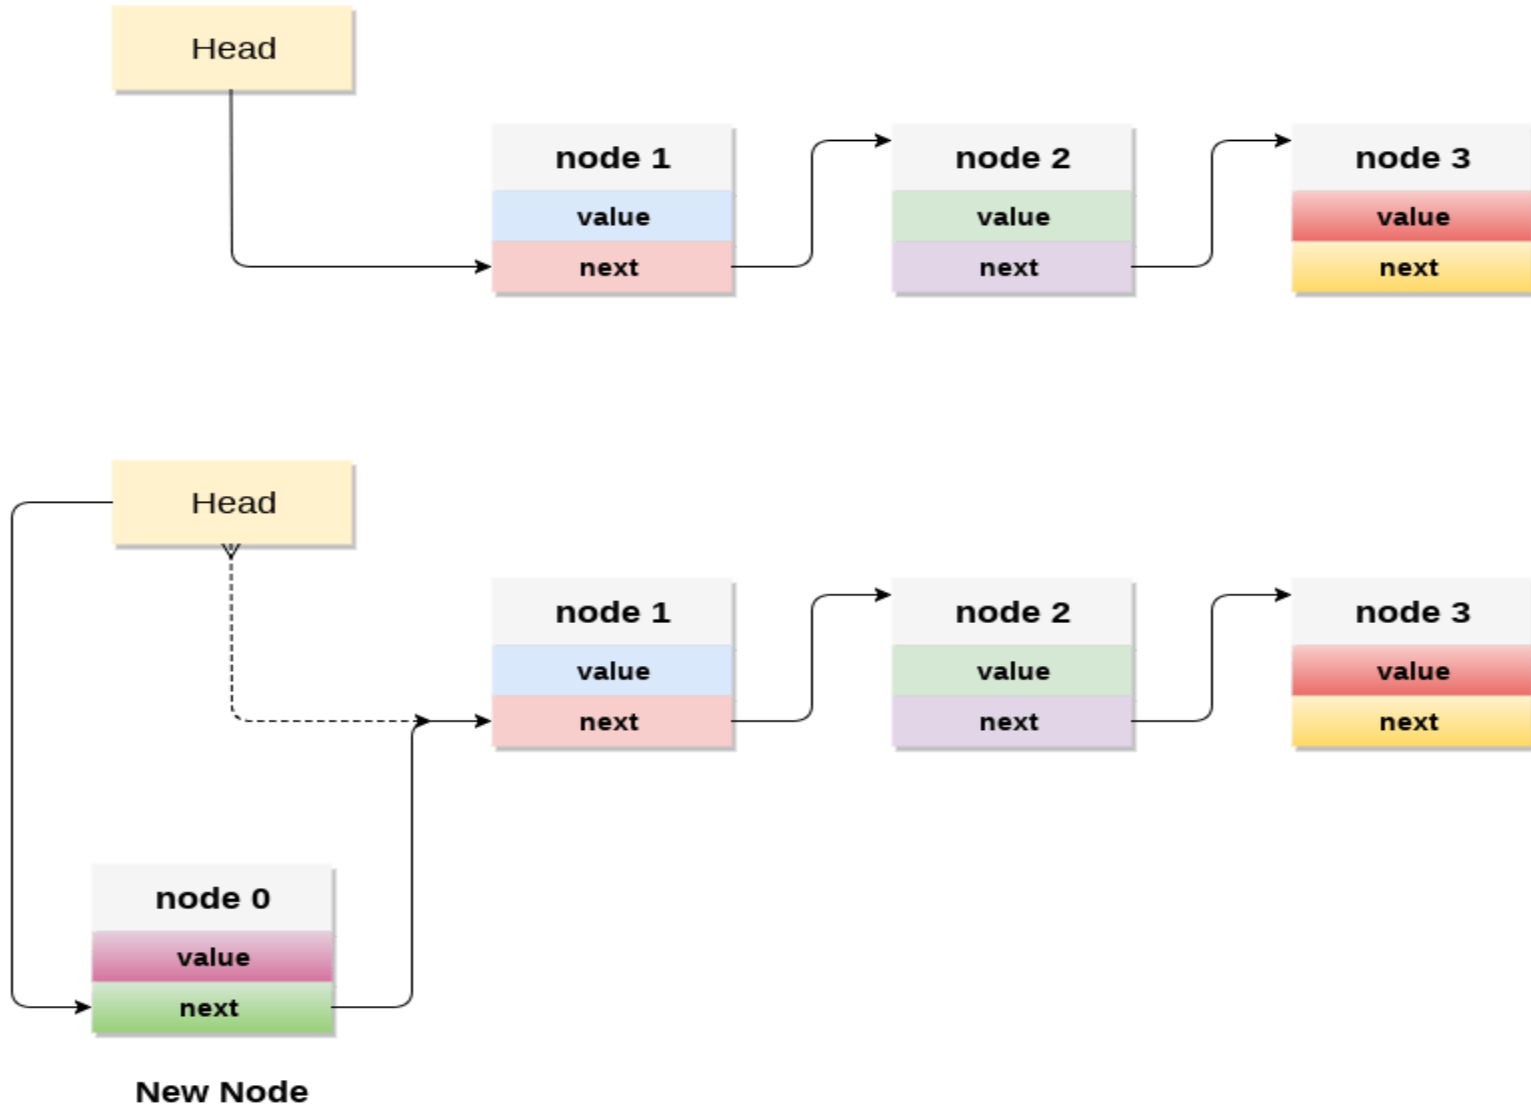 Head
node 1
value
next
node 2
value
next
node 3
value
next
Head
node 1
value
next
node 2
value
next
node 3
value
next
node 0
value
next
New Node